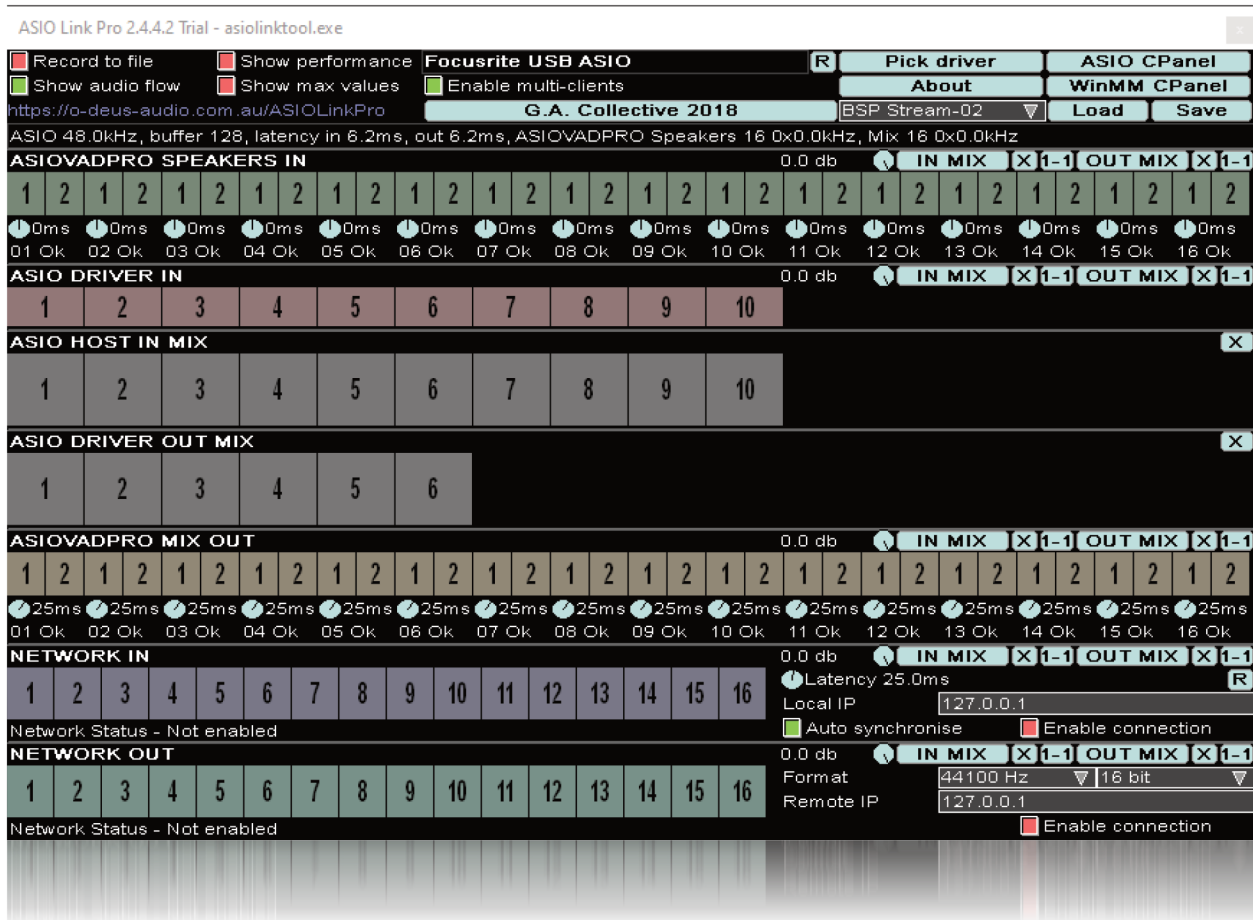 ASIO Link Pro 2.4.4.2 Trial - asiolinktool.exe x
Record to file Show performance Focusrite USB ASIO R Pick driver ASIO CPanel
Show audio flow Show max values Enable multi-clients About WinMM CPanel
https://o-deus-audio.com.au/ASIOLinkPro G.A. Collective 2018 BSP Stream-02 Load Save
ASIO 48.0kHz, buffer 128, latency in 6.2ms, out 6.2ms, ASIOVADPRO Speakers 16 0x0.0kHz, Mix 16 0x0.0kHz
ASIOVADPRO SPEAKERS IN 0.0 db IN MIX X 1-1 OUT MIX X 1-1
1 2 1 2 1 2 1 2 1 2 1 2 1 2 1 2 1 2 1 2 1 2 1 2 1 2 1 2 1 2 1 2
0ms 0ms 0ms 0ms 0ms 0ms 0ms 0ms 0ms 0ms 0ms 0ms 0ms 0ms 0ms 0ms
01 Ok 02 Ok 03 Ok 04 Ok 05 Ok 06 Ok 07 Ok 08 Ok 09 Ok 10 Ok 11 Ok 12 Ok 13 Ok 14 Ok 15 Ok 16 Ok
ASIO DRIVER IN 0.0 db IN MIX X 1-1 OUT MIX X 1-1
1 2 3 4 5 6 7 8 9 10
ASIO HOST IN MIX X
1 2 3 4 5 6 7 8 9 10
ASIO DRIVER OUT MIX X
1 2 3 4 5 6
ASIOVADPRO MIX OUT 0.0 db IN MIX X 1-1 OUT MIX X 1-1
1 2 1 2 1 2 1 2 1 2 1 2 1 2 1 2 1 2 1 2 1 2 1 2 1 2 1 2 1 2 1 2
25ms 25ms 25ms 25ms 25ms 25ms 25ms 25ms 25ms 25ms 25ms 25ms 25ms 25ms 25ms 25ms
01 Ok 02 Ok 03 Ok 04 Ok 05 Ok 06 Ok 07 Ok 08 Ok 09 Ok 10 Ok 11 Ok 12 Ok 13 Ok 14 Ok 15 Ok 16 Ok
NETWORK IN 0.0 db IN MIX X 1-1 OUT MIX X 1-1
1 2 3 4 5 6 7 8 9 10 11 12 13 14 15 16
Latency 25.0ms R
Local IP 127.0.0.1
Network Status - Not enabled Auto synchronise Enable connection
NETWORK OUT 0.0 db IN MIX X 1-1 OUT MIX X 1-1
1 2 3 4 5 6 7 8 9 10 11 12 13 14 15 16
Format 44100 Hz 16 bit
Remote IP 127.0.0.1
Network Status - Not enabled Enable connection